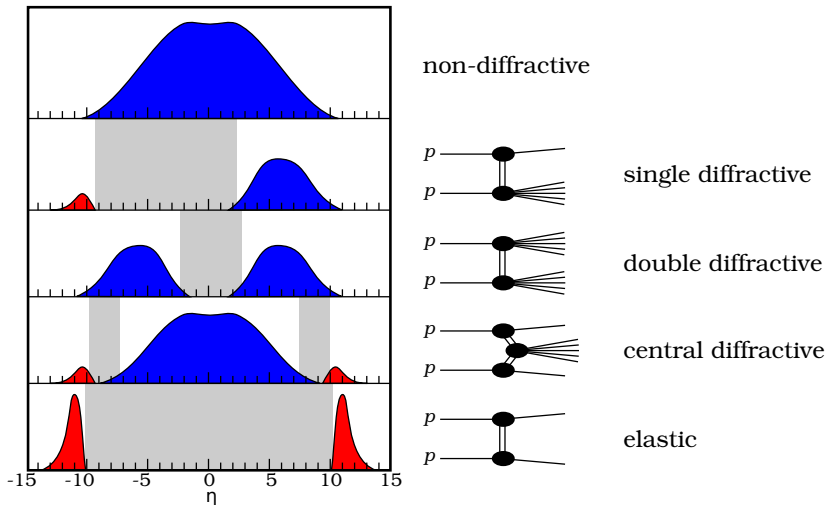 non-diffractive
p
p
single diffractive
p
p
double diffractive
p
p
central diffractive
p
p
elastic
-15 -10 -5 0 5 10 15
η